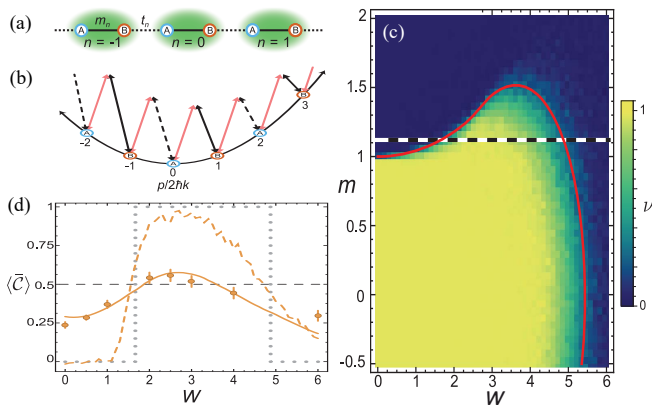 (a)
A m_n B t_n A B A B
n = -1 n = 0 n = 1
(b)
A -2
B -1
A 0
B 1
A 2
B 3
p/2ħk
(c)
2
1.5
1
m
0.5
0
-0.5
0 1 2 3 4 5 6
W
1
ν
0
(d)
1
0.75
⟨C̅⟩ 0.5
0.25
0
0 1 2 3 4 5 6
W